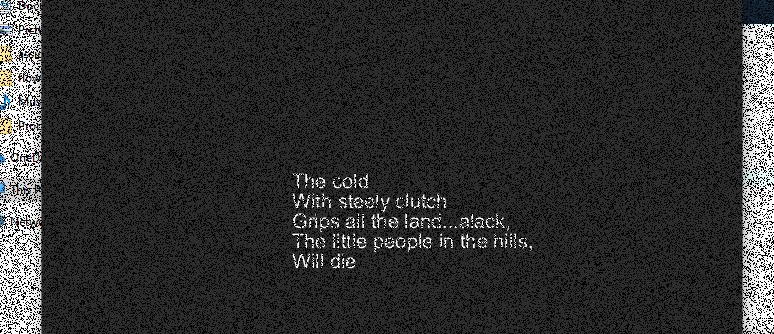 The cold
With steely clutch
Grips all the land...alack,
The little people in the hills,
Will die